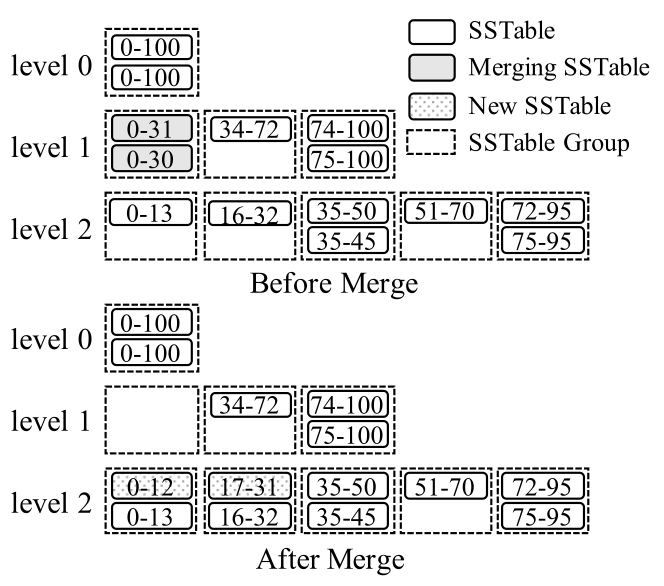 level 0 0-100 SSTable
0-100 Merging SSTable
New SSTable
level 1 0-31 34-72 74-100 SSTable Group
0-30 75-100
level 2 0-13 16-32 35-50 51-70 72-95
35-45 75-95
Before Merge
level 0 0-100
0-100
level 1 34-72 74-100
75-100
level 2 0-12 17-31 35-50 51-70 72-95
0-13 16-32 35-45 75-95
After Merge